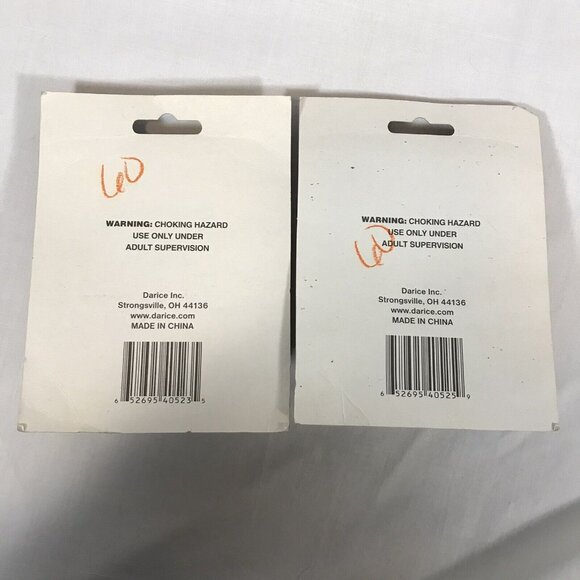 60
WARNING: CHOKING HAZARD
USE ONLY UNDER
ADULT SUPERVISION
Darice Inc.
Strongsville, OH 44136
www.darice.com
MADE IN CHINA
6 52695 40523 5
WARNING: CHOKING HAZARD
USE ONLY UNDER
ADULT SUPERVISION
60
Darice Inc.
Strongsville, OH 44136
www.darice.com
MADE IN CHINA
6 52695 40525 9